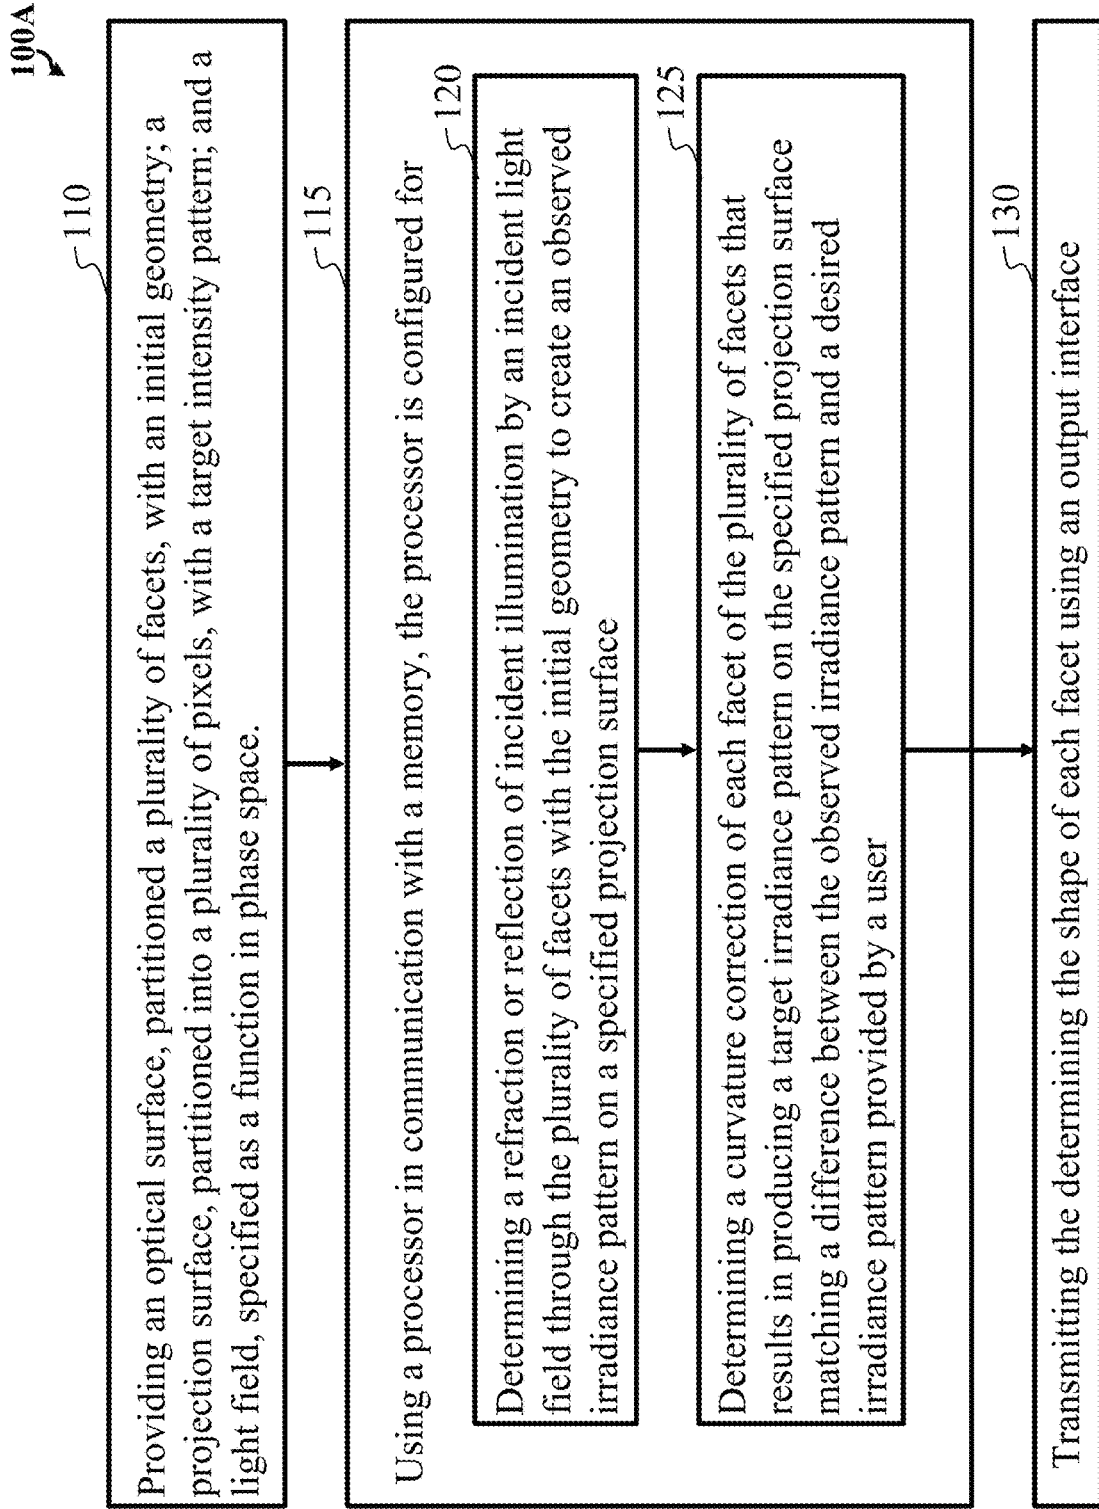 100A
110
Providing an optical surface, partitioned a plurality of facets, with an initial geometry; a
projection surface, partitioned into a plurality of pixels, with a target intensity pattern; and a
light field, specified as a function in phase space.
115
Using a processor in communication with a memory, the processor is configured for
120
Determining a refraction or reflection of incident illumination by an incident light
field through the plurality of facets with the initial geometry to create an observed
irradiance pattern on a specified projection surface
125
Determining a curvature correction of each facet of the plurality of facets that
results in producing a target irradiance pattern on the specified projection surface
matching a difference between the observed irradiance pattern and a desired
irradiance pattern provided by a user
130
Transmitting the determining the shape of each facet using an output interface